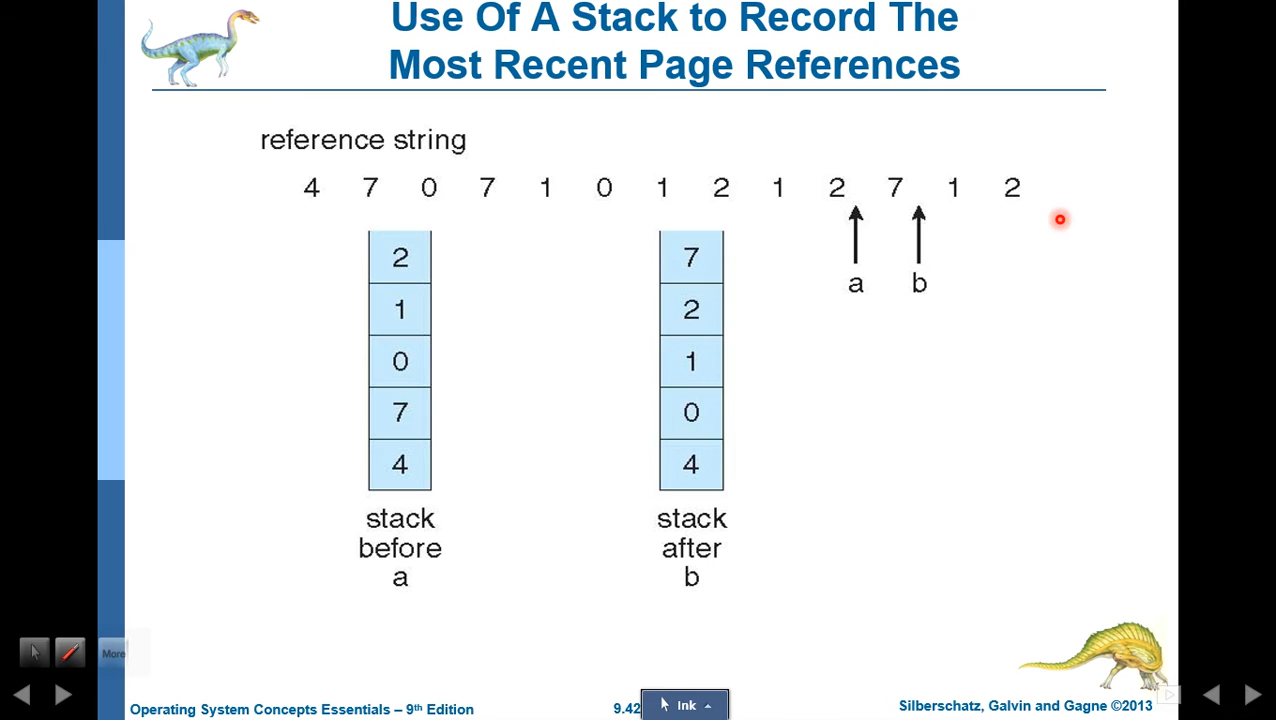 Use Of A Stack to Record The
Most Recent Page References
reference string
4 7 0 7 1 0 1 2 1 2 7 1 2
a b
2
1
0
7
4
stack
before
a
7
2
1
0
4
stack
after
b
More
Operating System Concepts Essentials – 9th Edition
9.42
Ink
Silberschatz, Galvin and Gagne ©2013